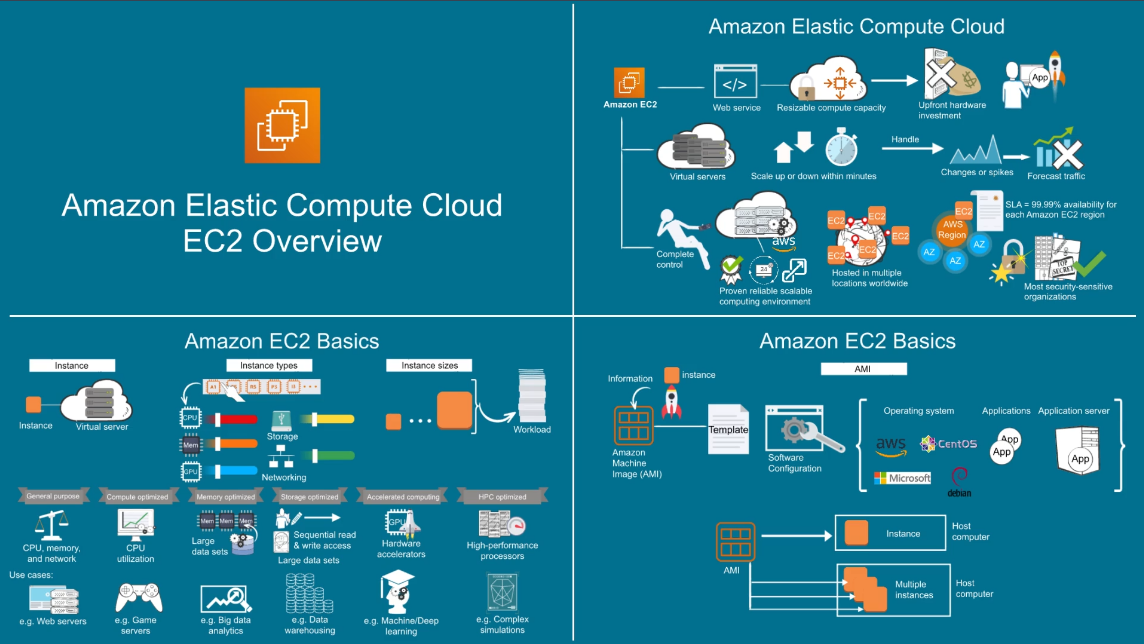 Amazon Elastic Compute Cloud
EC2 Overview
Amazon Elastic Compute Cloud
Amazon EC2
Web service
Resizable compute capacity
Upfront hardware
investment
App
Virtual servers
Scale up or down within minutes
Handle
Changes or spikes
Forecast traffic
Complete
control
aws
24
Proven reliable scalable
computing environment
EC2
EC2
EC2
EC2
EC2
Hosted in multiple
locations worldwide
EC2
AWS
Region
AZ
AZ
AZ
SLA = 99.99% availability for
each Amazon EC2 region
TOP
SECRET
Most security-sensitive
organizations
Amazon EC2 Basics
Instance
Instance types
Instance sizes
Instance
Virtual server
A1
CPU
Mem
GPU
Storage
Networking
Workload
General purpose
Compute optimized
Memory optimized
Storage optimized
Accelerated computing
HPC optimized
CPU, memory,
and network
CPU
utilization
Mem Mem Mem
Large
data sets
Sequential read
& write access
Large data sets
GPU
Hardware
accelerators
High-performance
processors
Use cases:
e.g. Web servers
e.g. Game
servers
e.g. Big data
analytics
e.g. Data
warehousing
e.g. Machine/Deep
learning
e.g. Complex
simulations
Amazon EC2 Basics
AMI
Information
instance
Amazon
Machine
Image (AMI)
Template
Software
Configuration
Operating system
Applications
Application server
aws
CentOS
Microsoft
debian
App
App
App
AMI
Instance
Host
computer
Multiple
instances
Host
computer